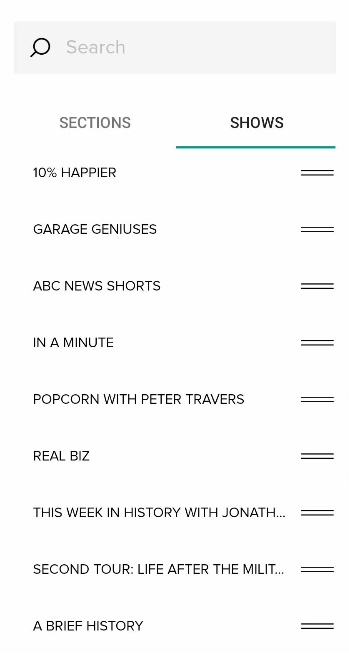 Search
SECTIONS SHOWS
10% HAPPIER
GARAGE GENIUSES
ABC NEWS SHORTS
IN A MINUTE
POPCORN WITH PETER TRAVERS
REAL BIZ
THIS WEEK IN HISTORY WITH JONATH...
SECOND TOUR: LIFE AFTER THE MILIT...
A BRIEF HISTORY